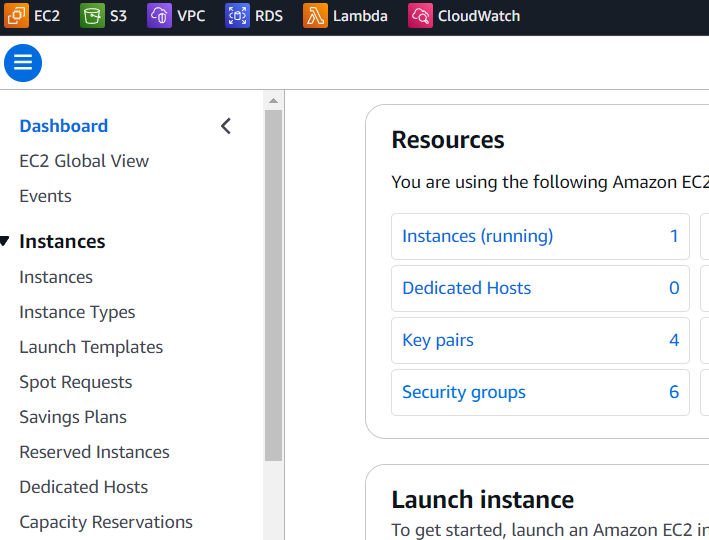 EC2 S3 VPC RDS Lambda CloudWatch
Dashboard
EC2 Global View
Events
Instances
Instances
Instance Types
Launch Templates
Spot Requests
Savings Plans
Reserved Instances
Dedicated Hosts
Capacity Reservations
Resources
You are using the following Amazon EC2
Instances (running) 1
Dedicated Hosts 0
Key pairs 4
Security groups 6
Launch instance
To get started, launch an Amazon EC2 in